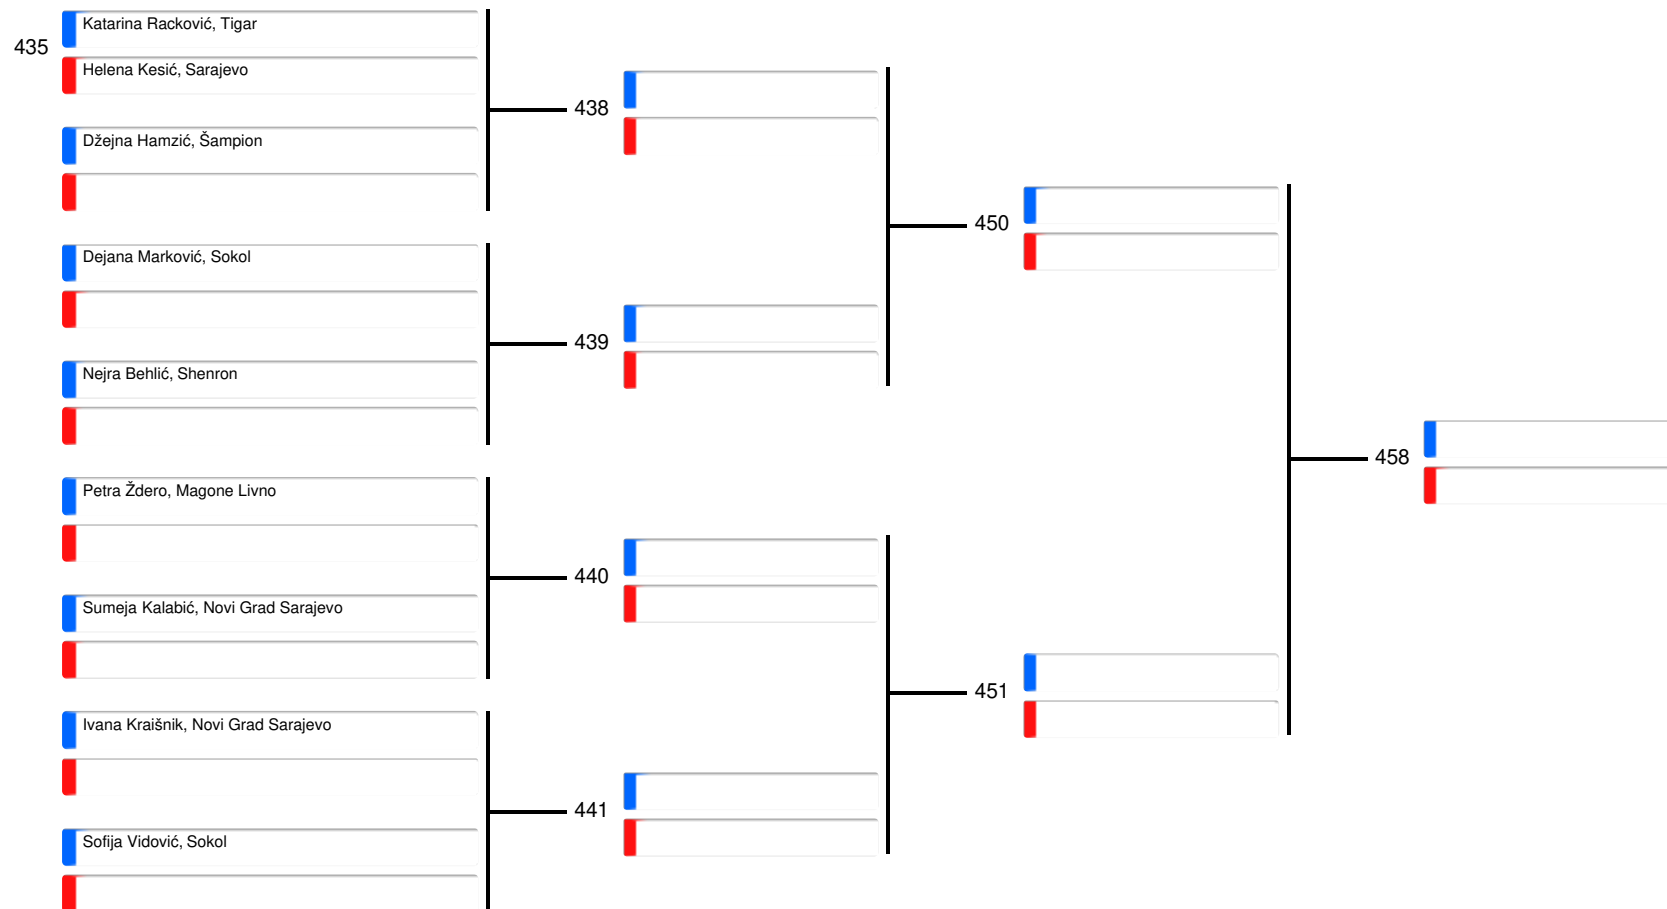 Katarina Racković, Tigar
435
Helena Kesić, Sarajevo
438
Džejna Hamzić, Šampion
450
Dejana Marković, Sokol
439
Nejra Behlić, Shenron
458
Petra Ždero, Magone Livno
440
Sumeja Kalabić, Novi Grad Sarajevo
451
Ivana Kraišnik, Novi Grad Sarajevo
441
Sofija Vidović, Sokol